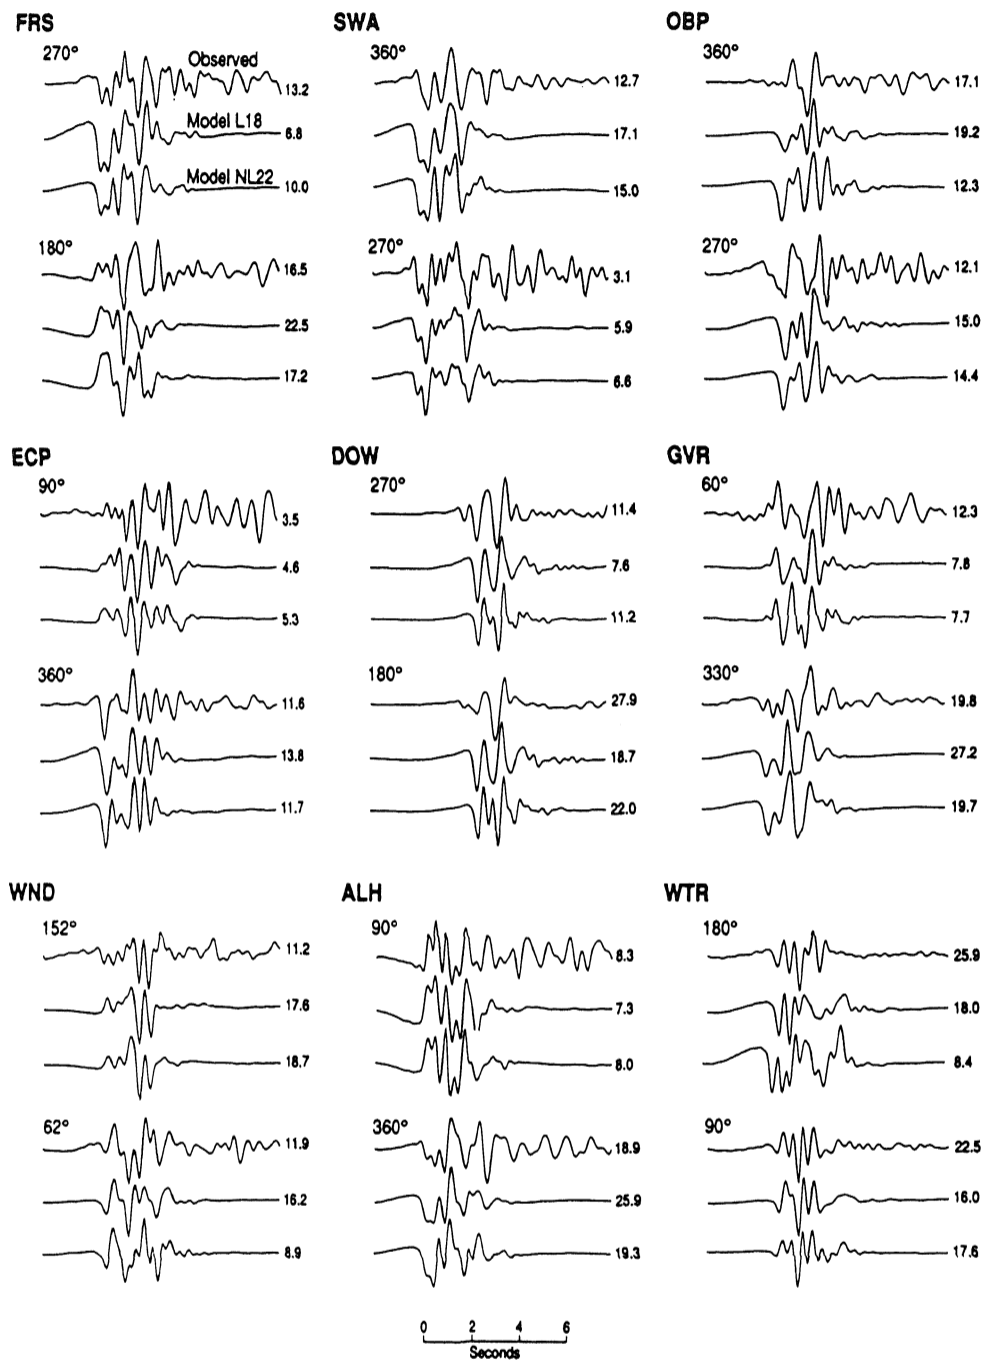 FRS SWA OBP
270° Observed 360° 360°
13.2 12.7 17.1
Model L18
6.8 17.1 19.2
Model NL22
10.0 15.0 12.3
180° 270° 270°
16.5 3.1 12.1
22.5 5.9 15.0
17.2 6.6 14.4
ECP DOW GVR
90° 270° 60°
3.5 11.4 12.3
4.6 7.6 7.8
5.3 11.2 7.7
360° 180° 330°
11.6 27.9 19.8
13.8 18.7 27.2
11.7 22.0 19.7
WND ALH WTR
152° 90° 180°
11.2 8.3 25.9
17.6 7.3 18.0
18.7 8.0 8.4
62° 360° 90°
11.9 18.9 22.5
16.2 25.9 16.0
8.9 19.3 17.6
0 2 4 6
Seconds